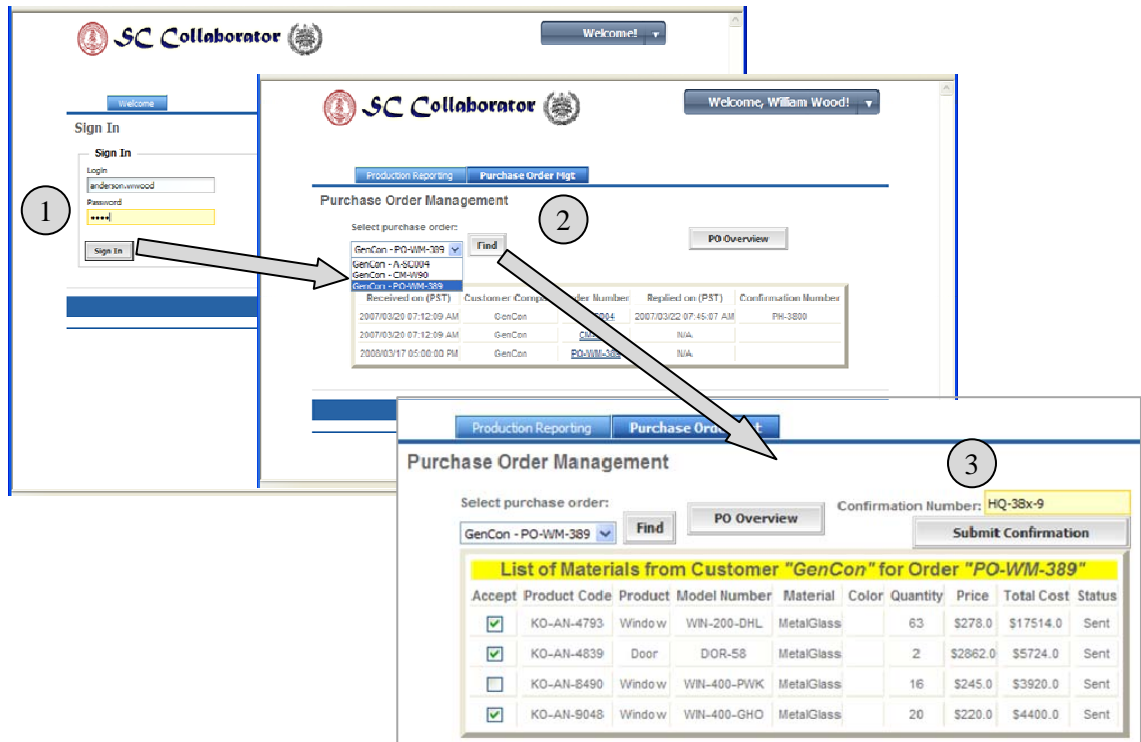 SC Collaborator
Welcome!
Welcome
Sign In
Sign In
Login
anderson.wwood
Password
Sign In
1
SC Collaborator
Welcome, William Wood!
Production Reporting Purchase Order Mgt
Purchase Order Management
2
Select purchase order:
GenCon - PO-WM-389 Find PO Overview
GenCon - A-SC004
GenCon - CM-W90
GenCon - PO-WM-389
Received on (PST) Customer Replied on (PST) Confirmation Number
2007/03/20 07:12:09 AM GenCon 2007/03/22 07:45:07 AM PH-3800
2007/03/20 07:12:09 AM GenCon N/A
2008/03/17 05:00:00 PM GenCon N/A
Production Reporting Purchase
Purchase Order Management
3
Select purchase order: Confirmation Number: HQ-38x-9
GenCon - PO-WM-389 Find PO Overview Submit Confirmation
List of Materials from Customer "GenCon" for Order "PO-WM-389"
Accept Product Code Product Model Number Material Color Quantity Price Total Cost Status
KO-AN-4793 Window WIN-200-DHL MetalGlass 63 $278.0 $17514.0 Sent
KO-AN-4839 Door DOR-58 MetalGlass 2 $2862.0 $5724.0 Sent
KO-AN-8490 Window WIN-400-PWK MetalGlass 16 $245.0 $3920.0 Sent
KO-AN-9048 Window WIN-400-GHO MetalGlass 20 $220.0 $4400.0 Sent